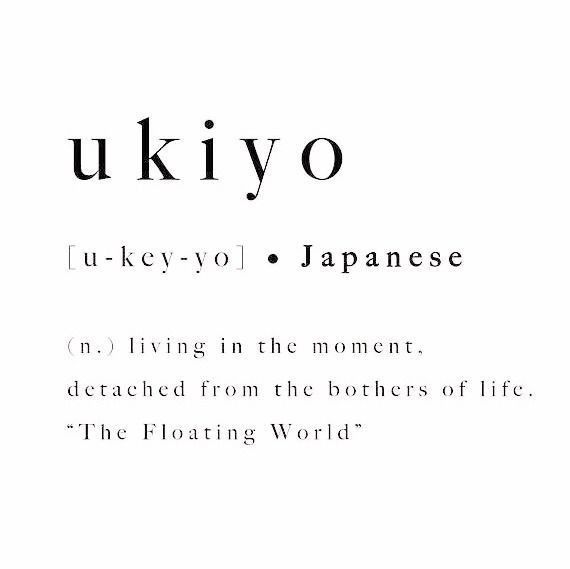 ukiyo
[u-key-yo] • Japanese
(n.) living in the moment,
detached from the bothers of life.
“The Floating World”